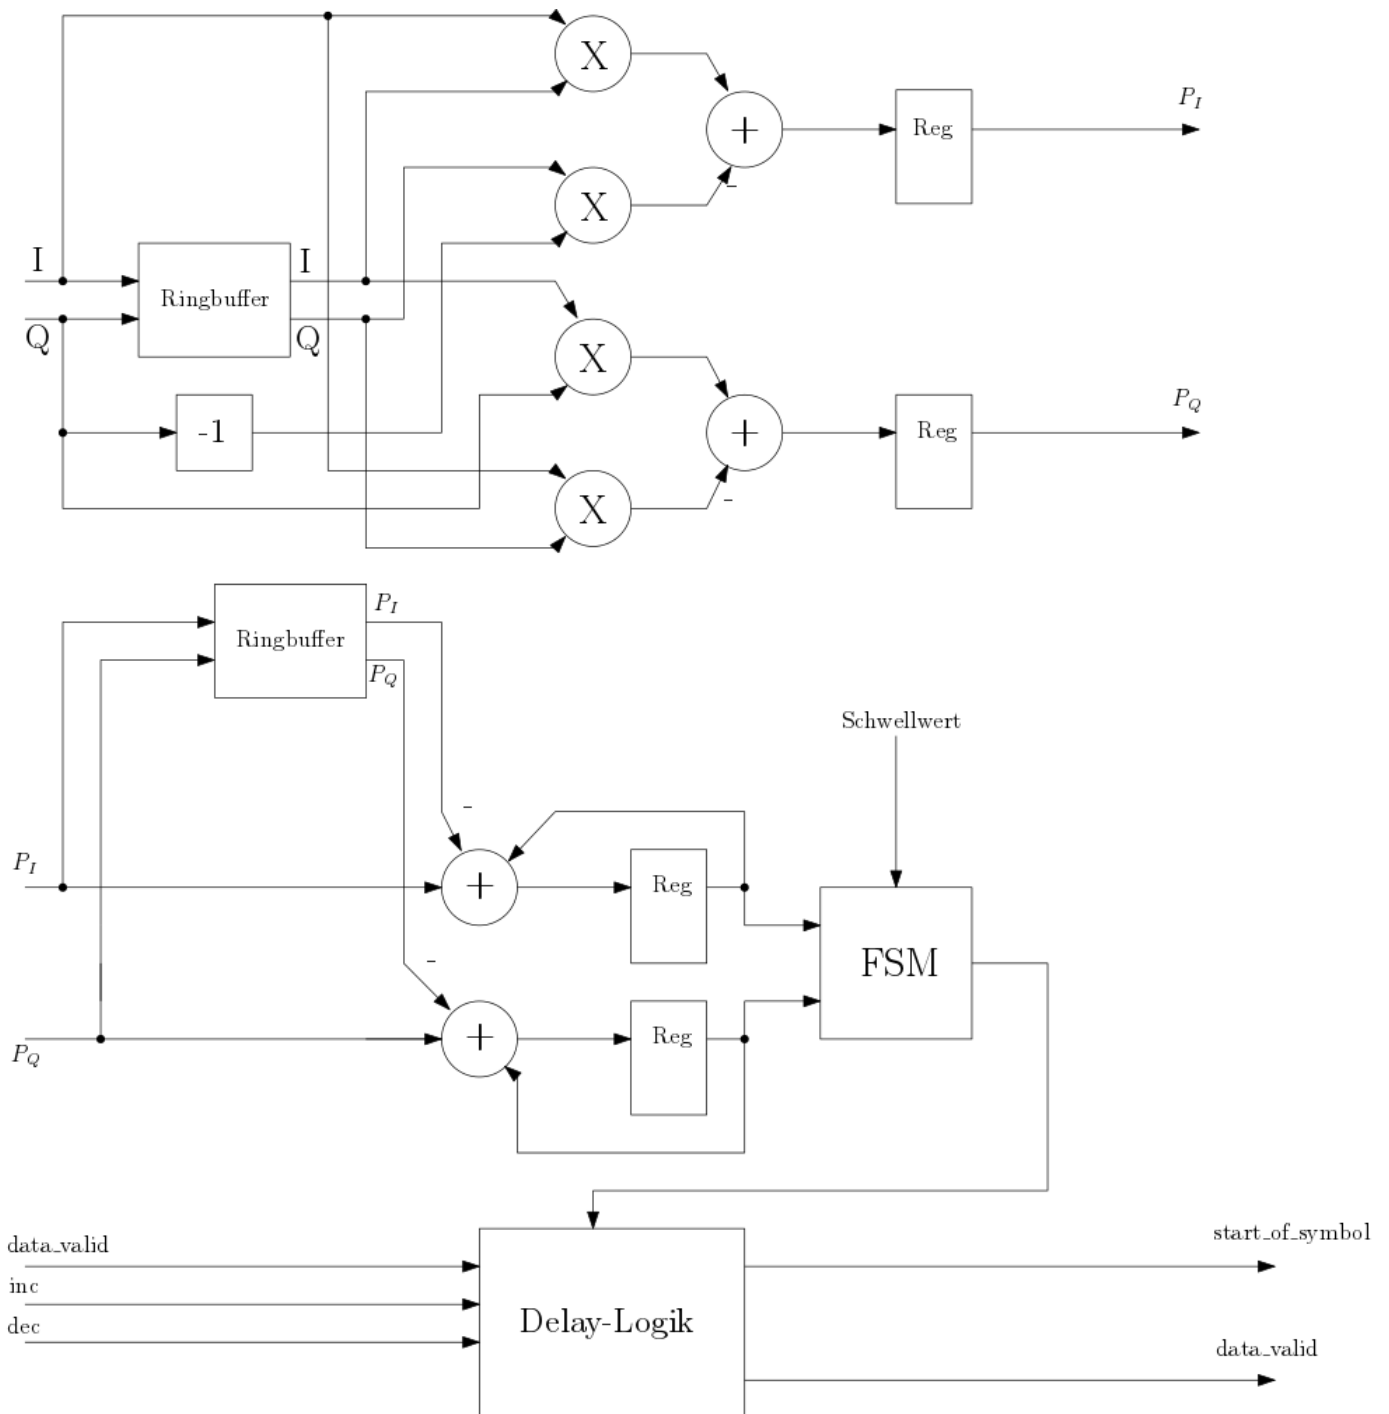 X
P_I
+
Reg
-
X
I
I
Ringbuffer
Q
Q
X
P_Q
-1
+
Reg
-
X
P_I
Ringbuffer
P_Q
Schwellwert
-
P_I
+
Reg
FSM
-
+
Reg
P_Q
data_valid
start_of_symbol
inc
dec
Delay-Logik
data_valid